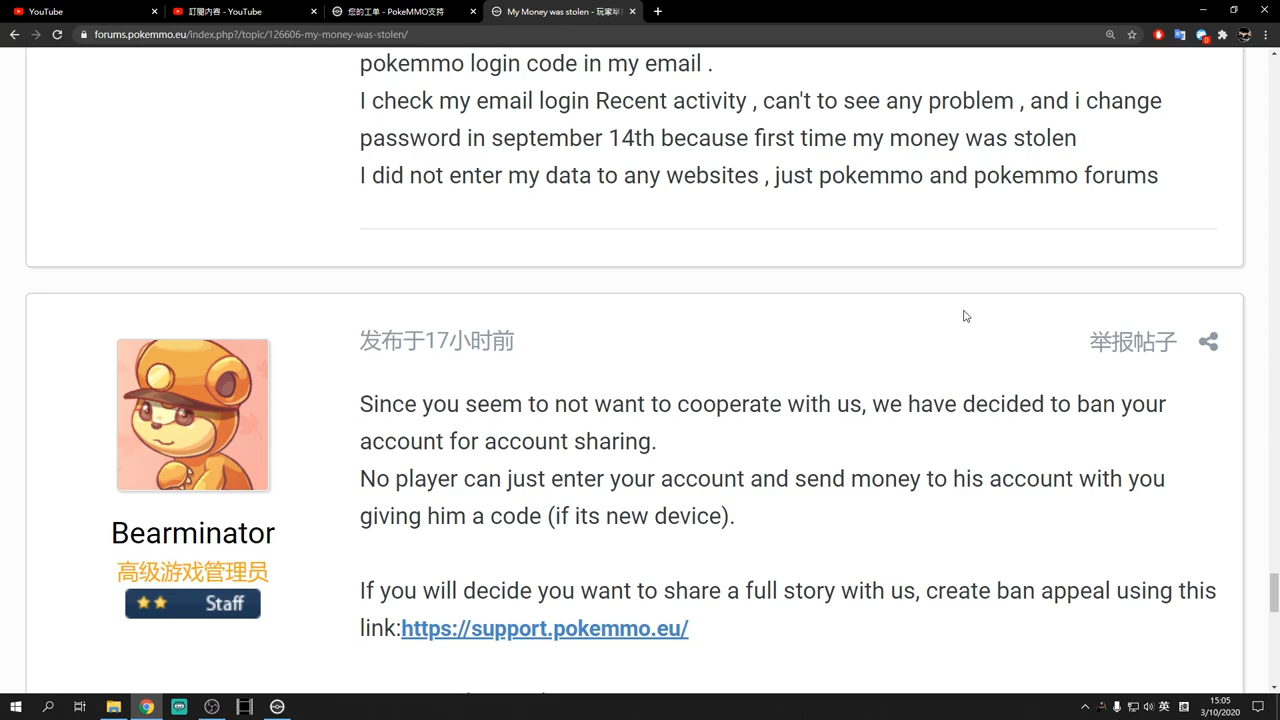 YouTube
訂閱內容 - YouTube
您的工单 - PokeMMO支持
My Money was stolen - 玩家举
forums.pokemmo.eu/index.php?/topic/126606-my-money-was-stolen/
pokemmo login code in my email .
I check my email login Recent activity , can't to see any problem , and i change
password in september 14th because first time my money was stolen
I did not enter my data to any websites , just pokemmo and pokemmo forums
发布于17小时前
举报帖子
Since you seem to not want to cooperate with us, we have decided to ban your
account for account sharing.
No player can just enter your account and send money to his account with you
giving him a code (if its new device).
Bearminator
高级游戏管理员
Staff
If you will decide you want to share a full story with us, create ban appeal using this
link:https://support.pokemmo.eu/
英
15:05
3/10/2020